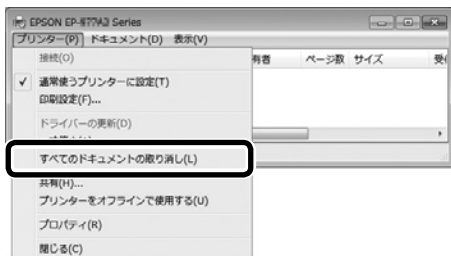 EPSON EP-
Series
プリンター(P) ドキュメント(D) 表示(V)
有者 ページ数 サイズ
接続(O)
✓ 通常使うプリンターに設定(T)
印刷設定(F)...
ドライバーの更新(D)
すべてのドキュメントの取り消し(L)
共有(H)...
プリンターをオフラインで使用する(U)
プロパティ(R)
閉じる(C)